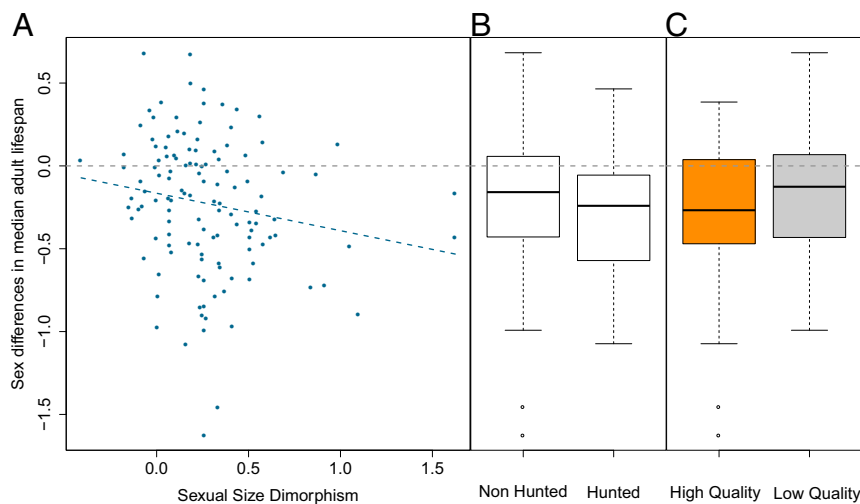 A
B
C
Sex differences in median adult lifespan
0.5
0.0
-0.5
-1.0
-1.5
0.0 0.5 1.0 1.5
Sexual Size Dimorphism
Non Hunted Hunted
High Quality Low Quality